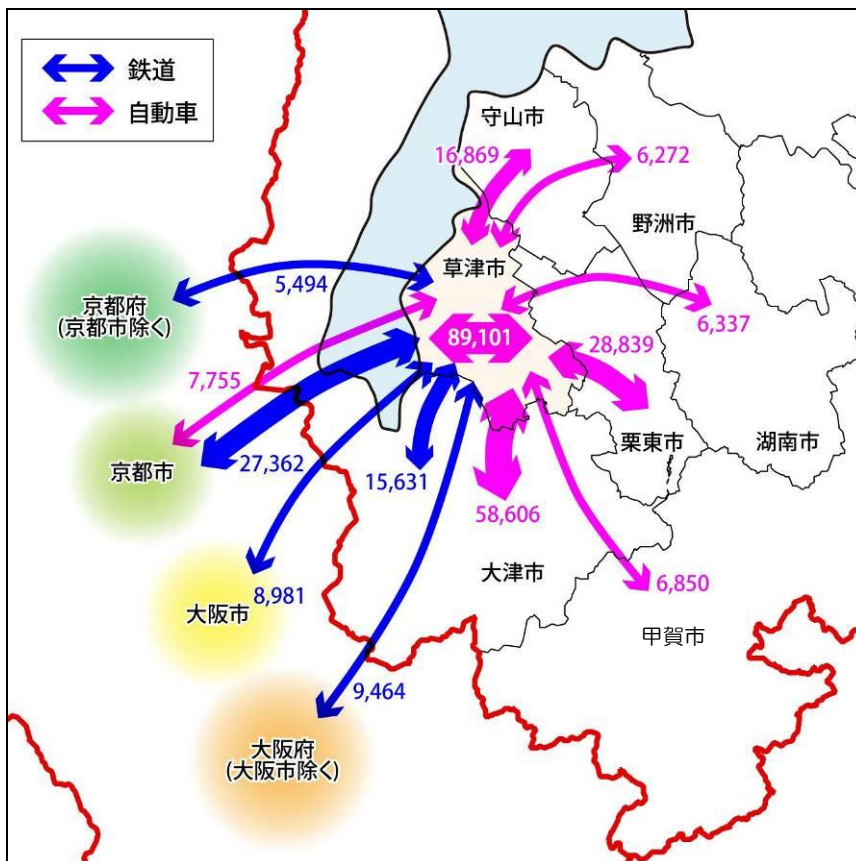 鉄道
自動車
守山市
16,869
6,272
野洲市
草津市
5,494
京都府
(京都市除く)
6,337
89,101
28,839
7,755
栗東市
湖南市
京都市
27,362
15,631
58,606
大津市
6,850
8,981
大阪市
甲賀市
9,464
大阪府
(大阪市除く)